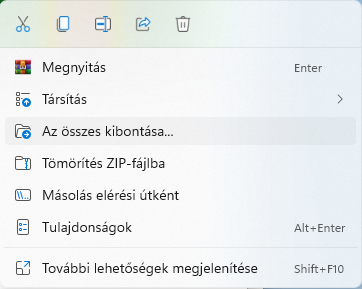 Megnyitás Enter
Társítás
Az összes kibontása...
Tömörítés ZIP-fájlba
Másolás elérési útként
Tulajdonságok Alt+Enter
További lehetőségek megjelenítése Shift+F10